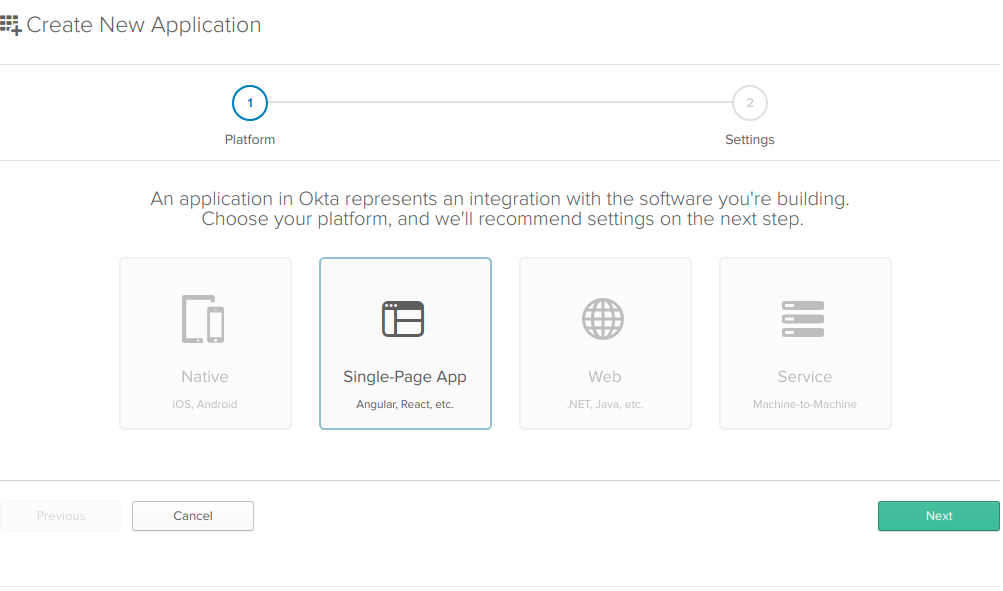 Create New Application
1
2
Platform
Settings
An application in Okta represents an integration with the software you're building.
Choose your platform, and we'll recommend settings on the next step.
Native
iOS, Android
Single-Page App
Angular, React, etc.
Web
.NET, Java, etc.
Service
Machine-to-Machine
Previous
Cancel
Next